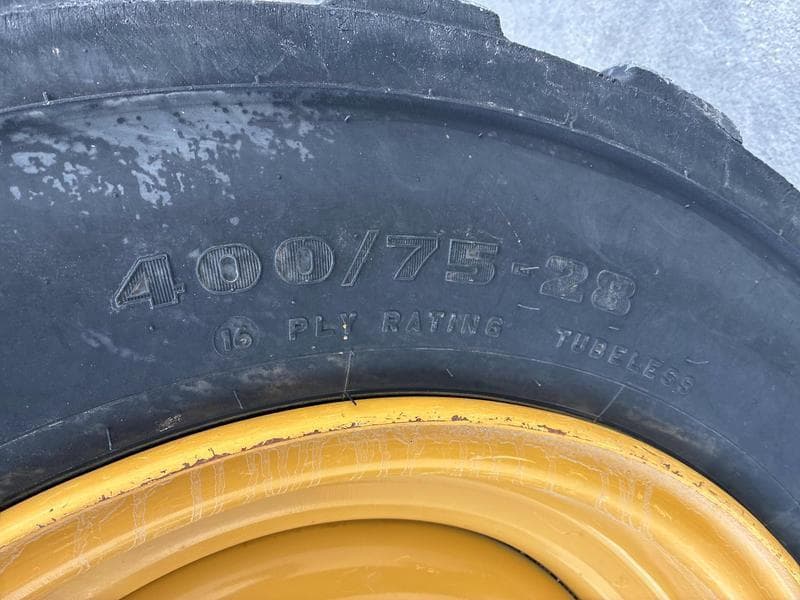 400/75-28
16 PLY RATING TUBELESS